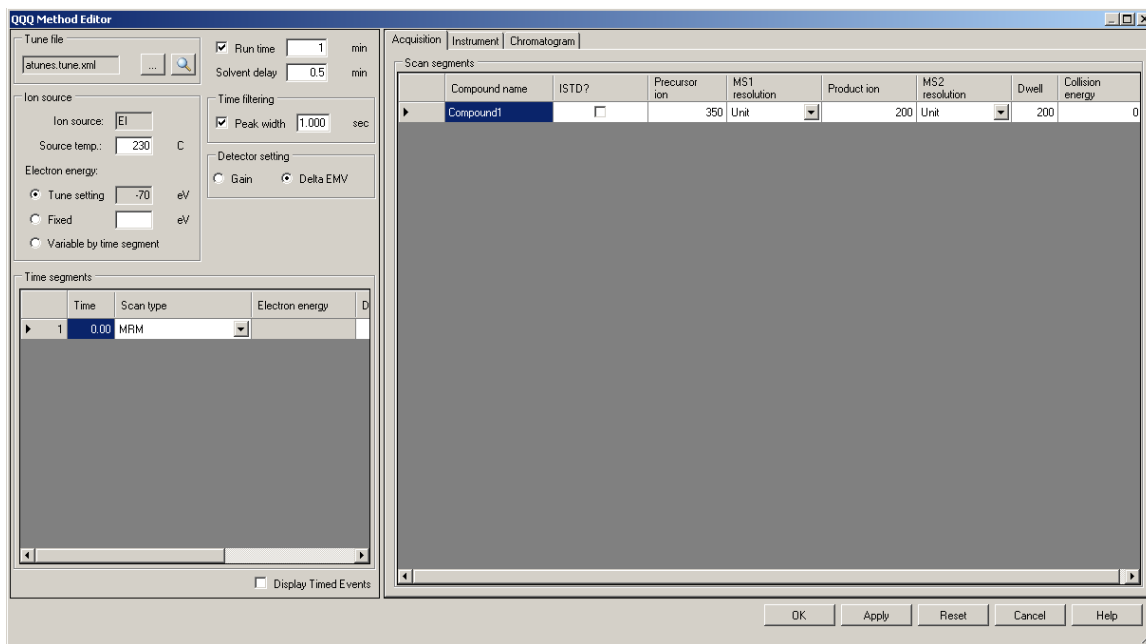 QQQ Method Editor
Tune file
atunes.tune.xml ...
Run time 1 min
Solvent delay 0.5 min
Ion source
Ion source: EI
Source temp.: 230 C
Electron energy:
Tune setting -70 eV
Fixed eV
Variable by time segment
Time filtering
Peak width 1.000 sec
Detector setting
Gain Delta EMV
Time segments
Time Scan type Electron energy D
1 0.00 MRM
Display Timed Events
Acquisition Instrument Chromatogram
Scan segments
Compound name ISTD? Precursor ion MS1 resolution Product ion MS2 resolution Dwell Collision energy
Compound1 350 Unit 200 Unit 200 0
OK Apply Reset Cancel Help